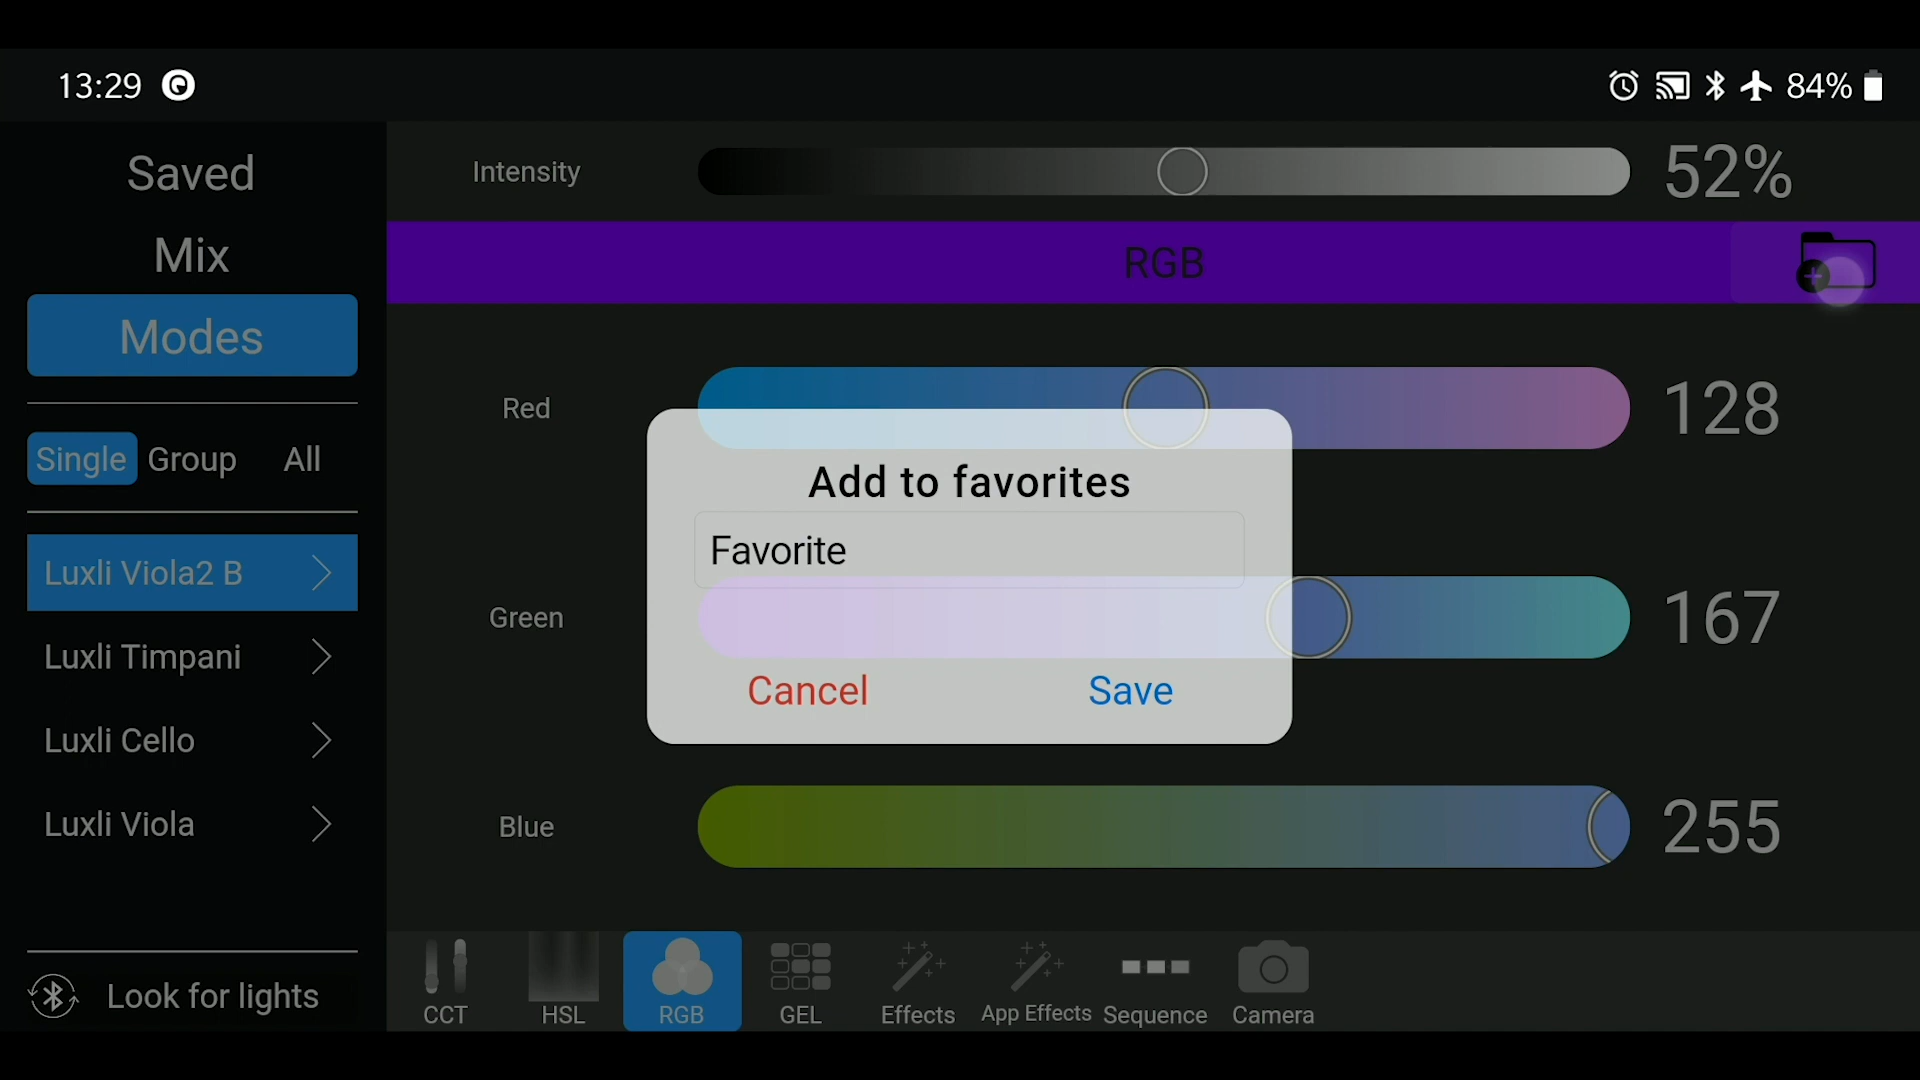 13:29
84%
Saved
Mix
Modes
Single Group All
Luxli Viola2 B
Luxli Timpani
Luxli Cello
Luxli Viola
Look for lights
Intensity
52%
RGB
Red
128
Add to favorites
Favorite
Green
167
Cancel Save
Blue
255
CCT HSL RGB GEL Effects App Effects Sequence Camera